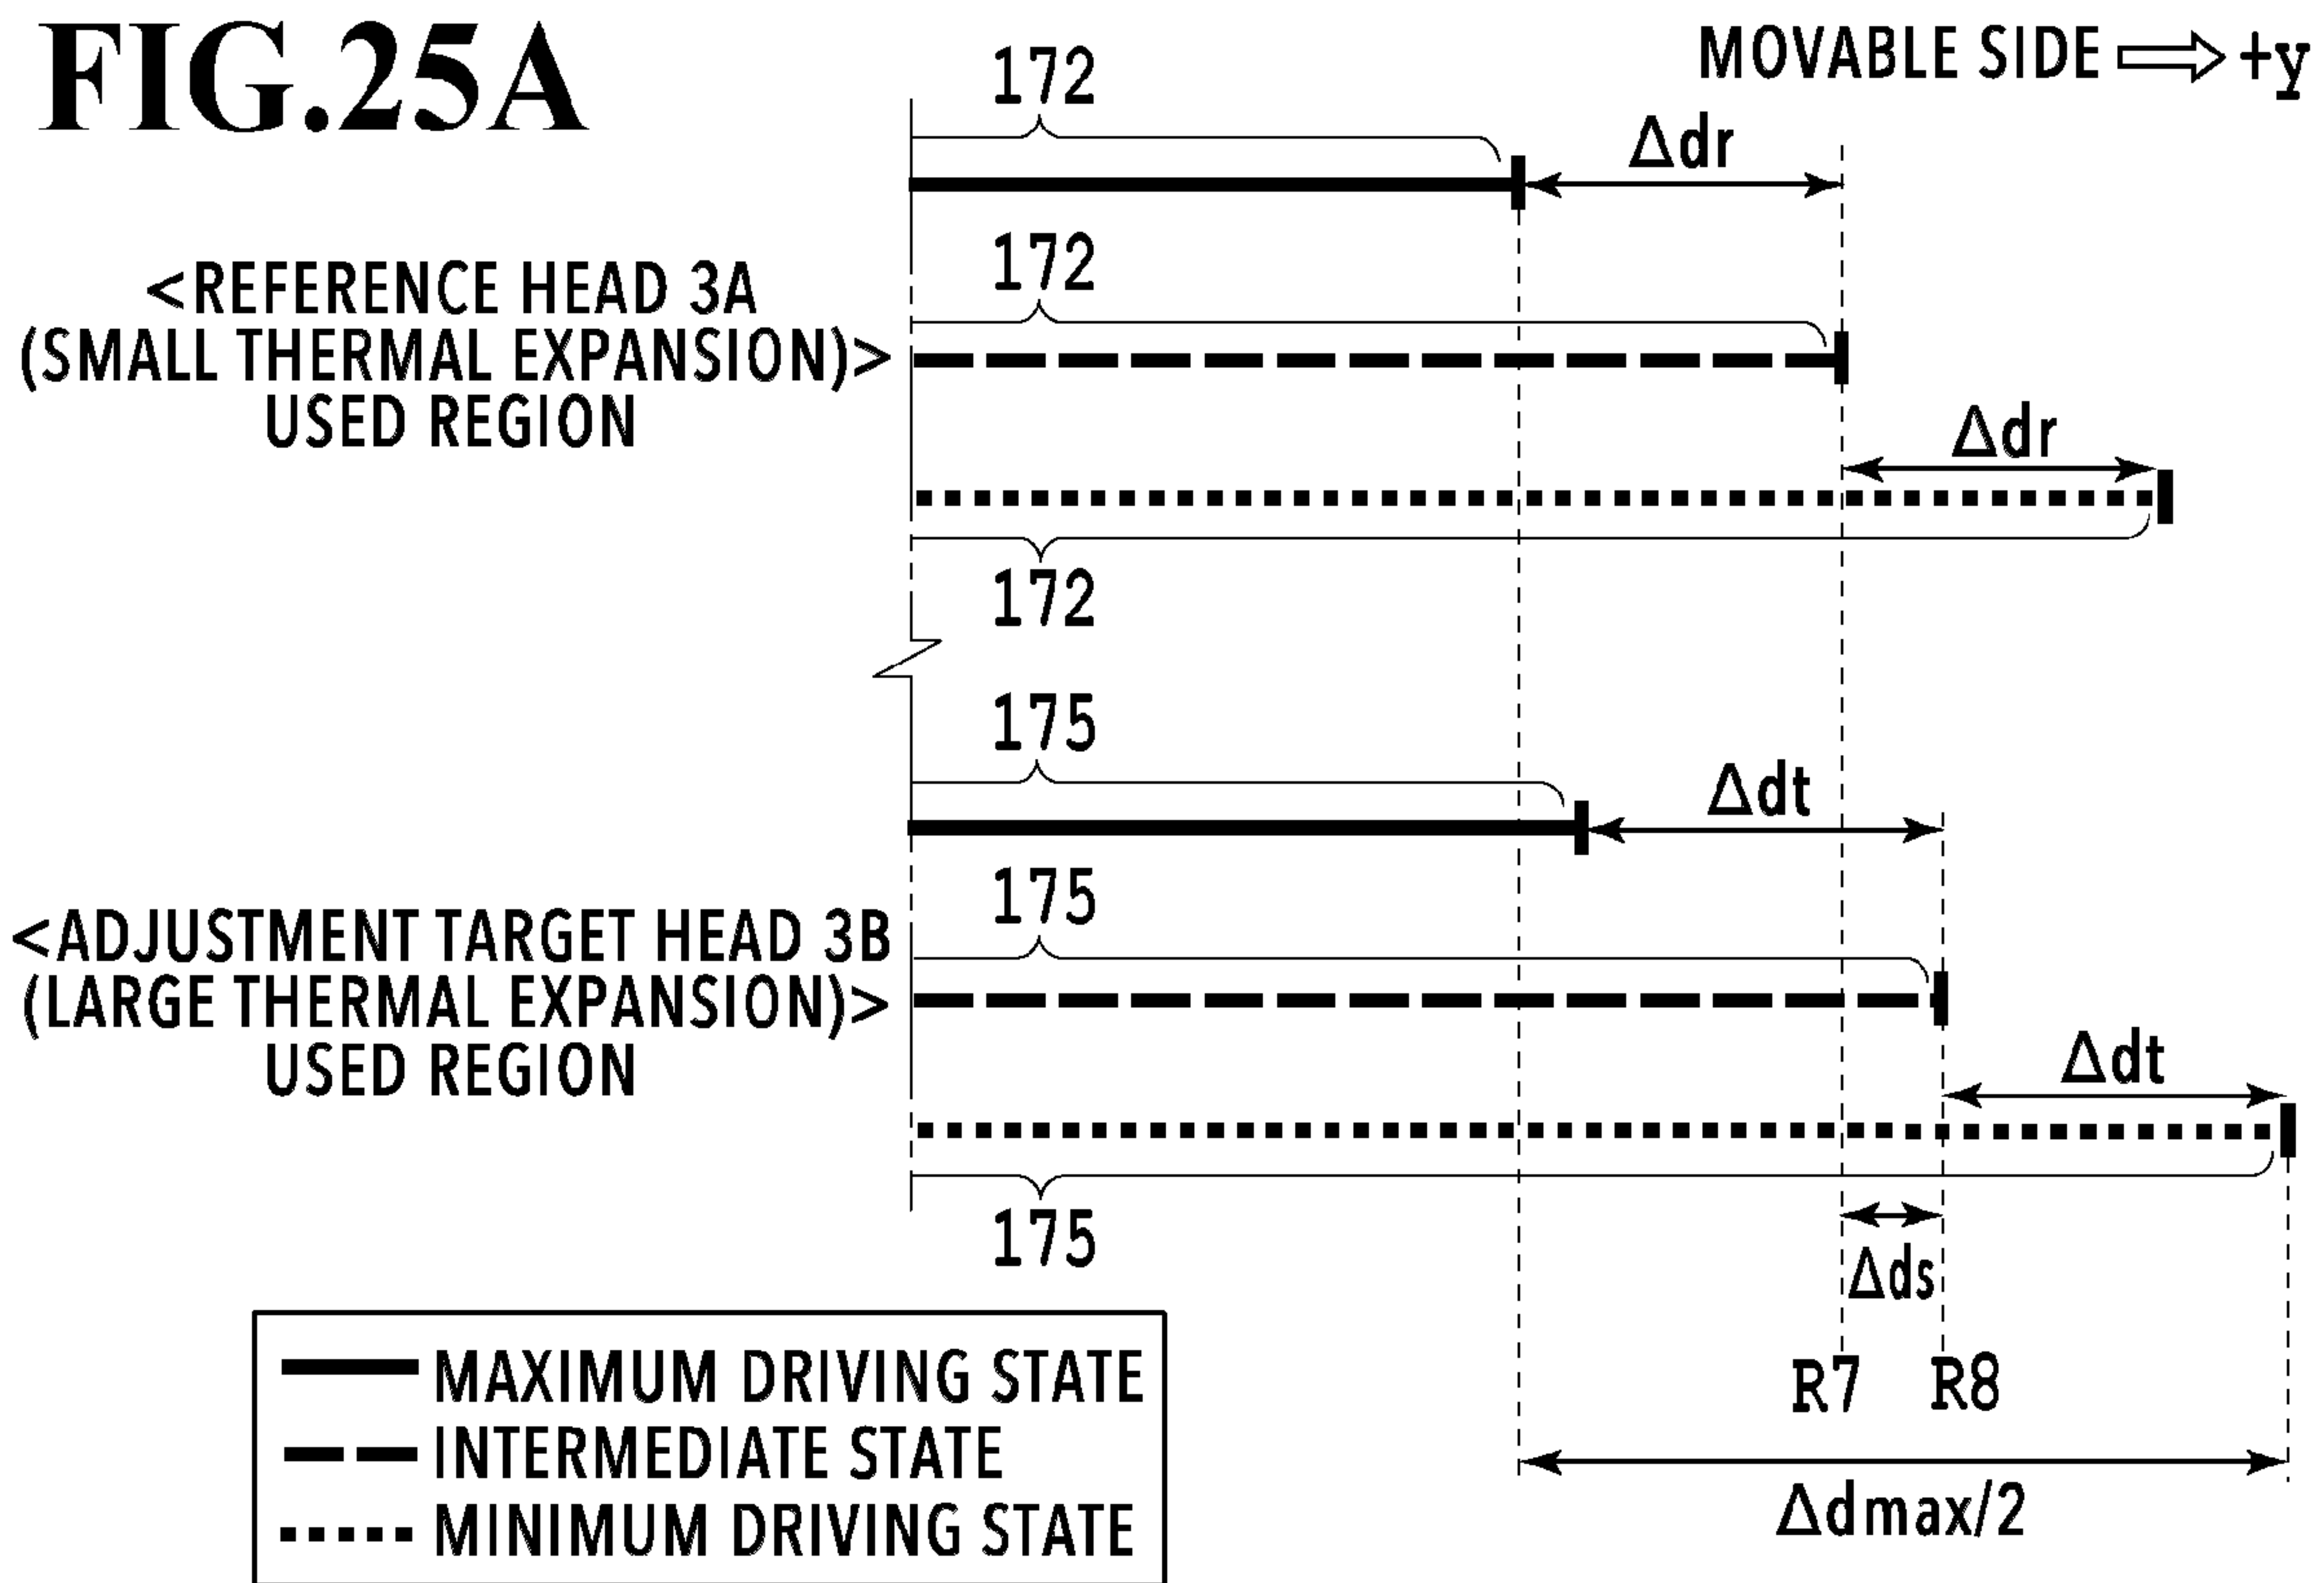 FIG.25A
MOVABLE SIDE ⇒ +y
172
Δdr
<REFERENCE HEAD 3A
(SMALL THERMAL EXPANSION)>
USED REGION
172
Δdr
172
175
Δdt
<ADJUSTMENT TARGET HEAD 3B
(LARGE THERMAL EXPANSION)>
USED REGION
175
Δdt
175
Δds
R7 R8
Δdmax/2
MAXIMUM DRIVING STATE
INTERMEDIATE STATE
MINIMUM DRIVING STATE